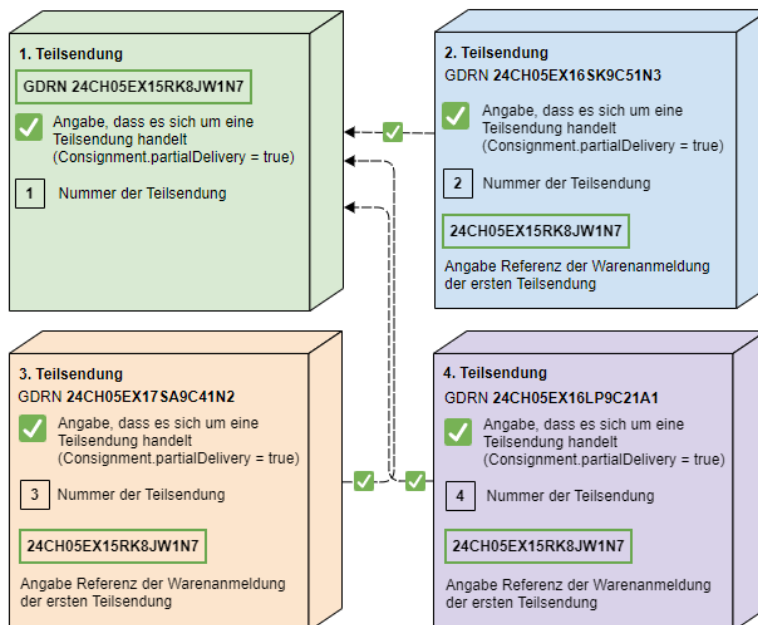 1. Teilsendung
GDRN 24CH05EX15RK8JW1N7
Angabe, dass es sich um eine
Teilsendung handelt
(Consignment.partialDelivery = true)
1 Nummer der Teilsendung
2. Teilsendung
GDRN 24CH05EX16SK9C51N3
Angabe, dass es sich um eine
Teilsendung handelt
(Consignment.partialDelivery = true)
2 Nummer der Teilsendung
24CH05EX15RK8JW1N7
Angabe Referenz der Warenanmeldung
der ersten Teilsendung
3. Teilsendung
GDRN 24CH05EX17SA9C41N2
Angabe, dass es sich um eine
Teilsendung handelt
(Consignment.partialDelivery = true)
3 Nummer der Teilsendung
24CH05EX15RK8JW1N7
Angabe Referenz der Warenanmeldung
der ersten Teilsendung
4. Teilsendung
GDRN 24CH05EX16LP9C21A1
Angabe, dass es sich um eine
Teilsendung handelt
(Consignment.partialDelivery = true)
4 Nummer der Teilsendung
24CH05EX15RK8JW1N7
Angabe Referenz der Warenanmeldung
der ersten Teilsendung